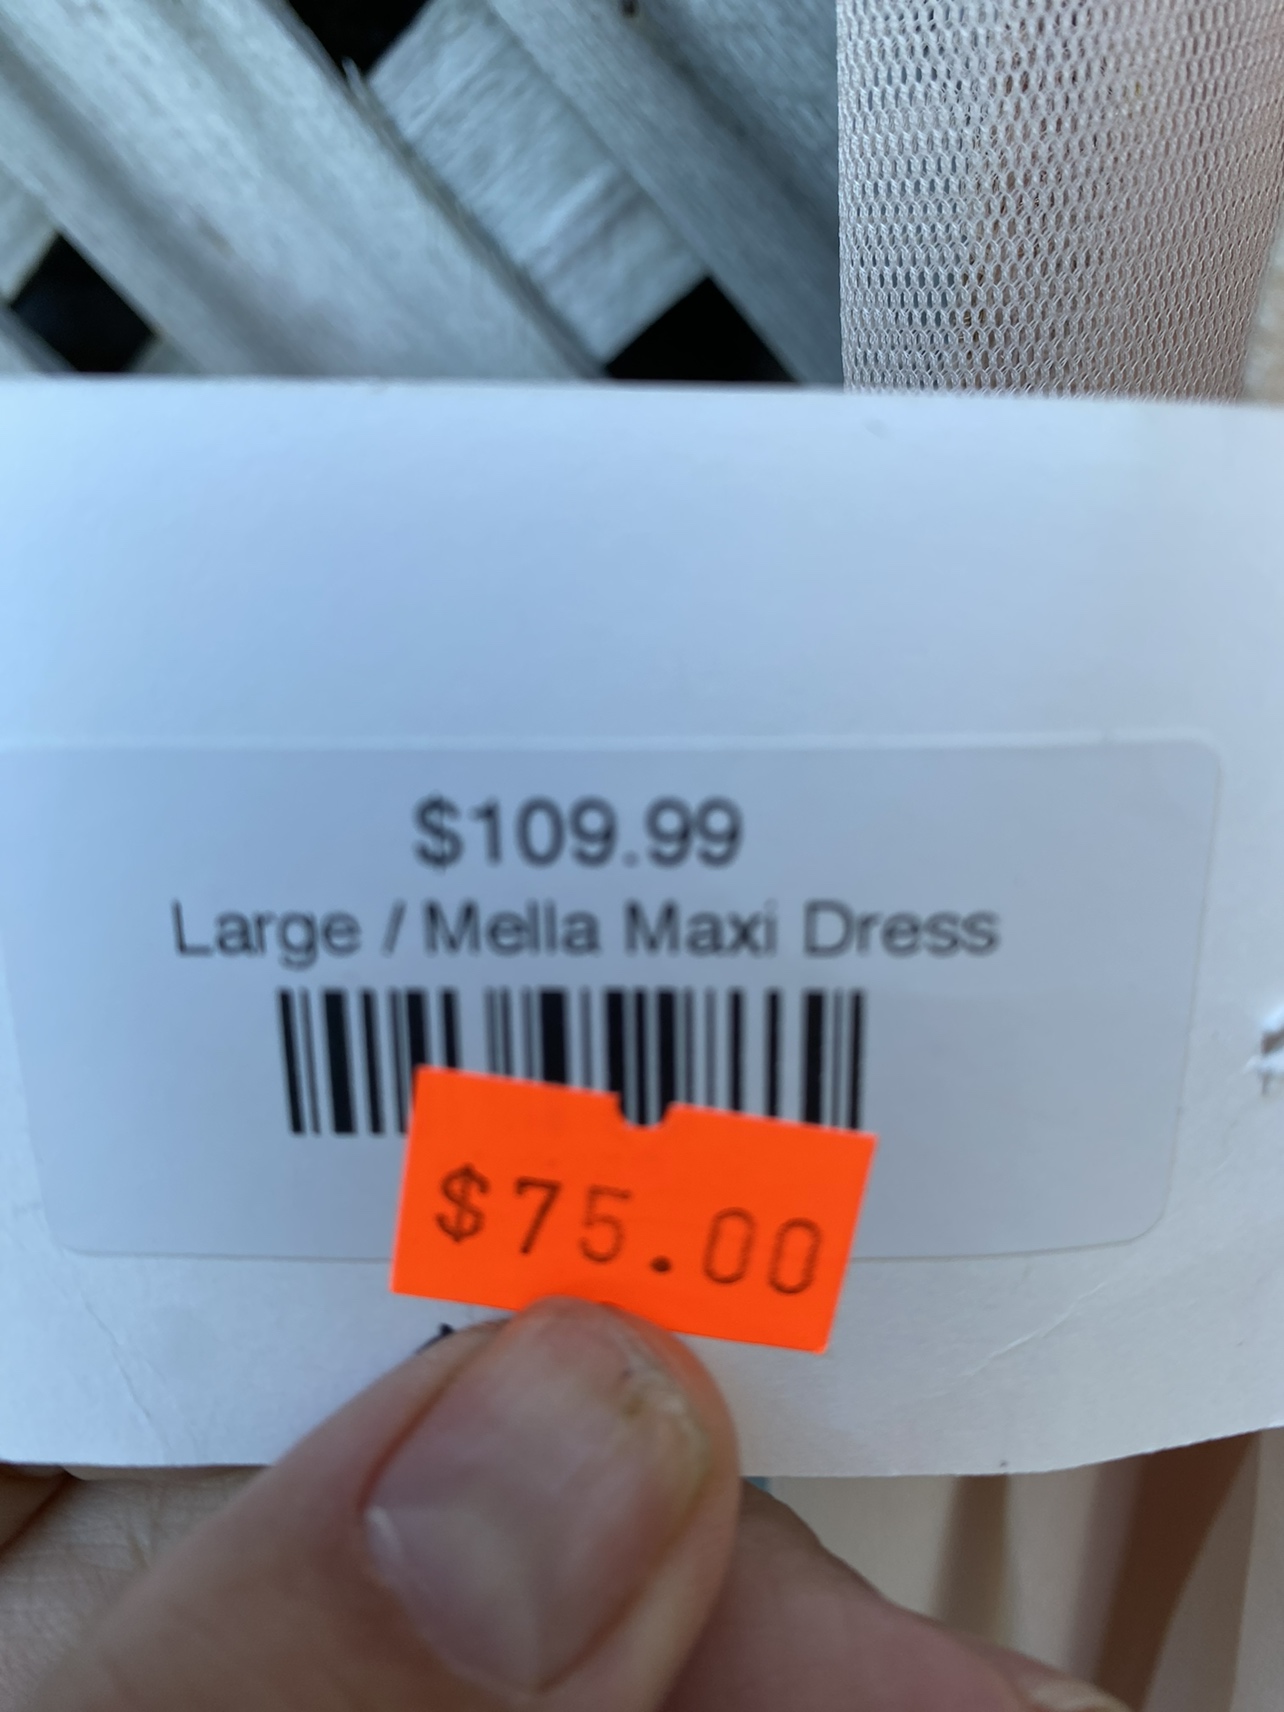 $109.99
Large / Mella Maxi Dress
$75.00